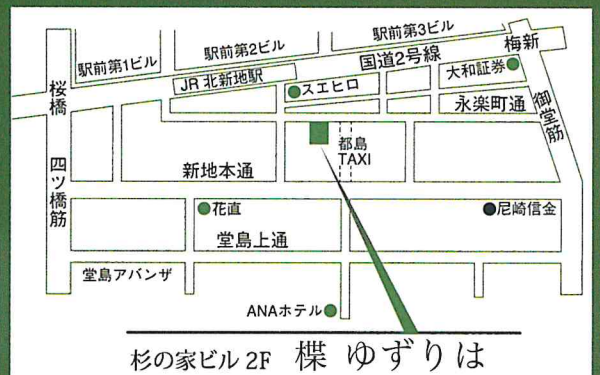 駅前第1ビル
駅前第2ビル
駅前第3ビル
梅新
国道2号線
JR 北新地駅
スエヒロ
大和証券
桜橋
永楽町通
御堂筋
都島
TAXI
四ツ橋筋
新地本通
花直
尼崎信金
堂島上通
堂島アバンザ
ANAホテル
杉の家ビル 2F 楪 ゆずりは